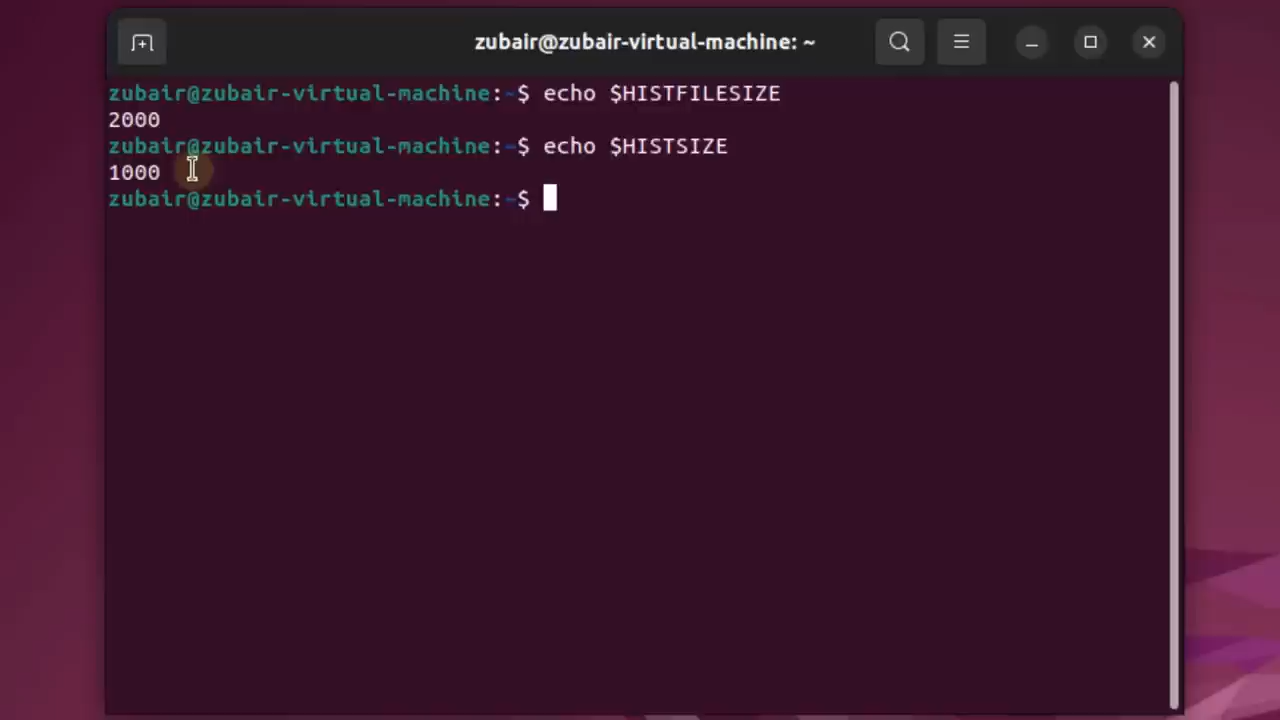 zubair@zubair-virtual-machine: ~
zubair@zubair-virtual-machine:~$ echo $HISTFILESIZE
2000
zubair@zubair-virtual-machine:~$ echo $HISTSIZE
1000
zubair@zubair-virtual-machine:~$